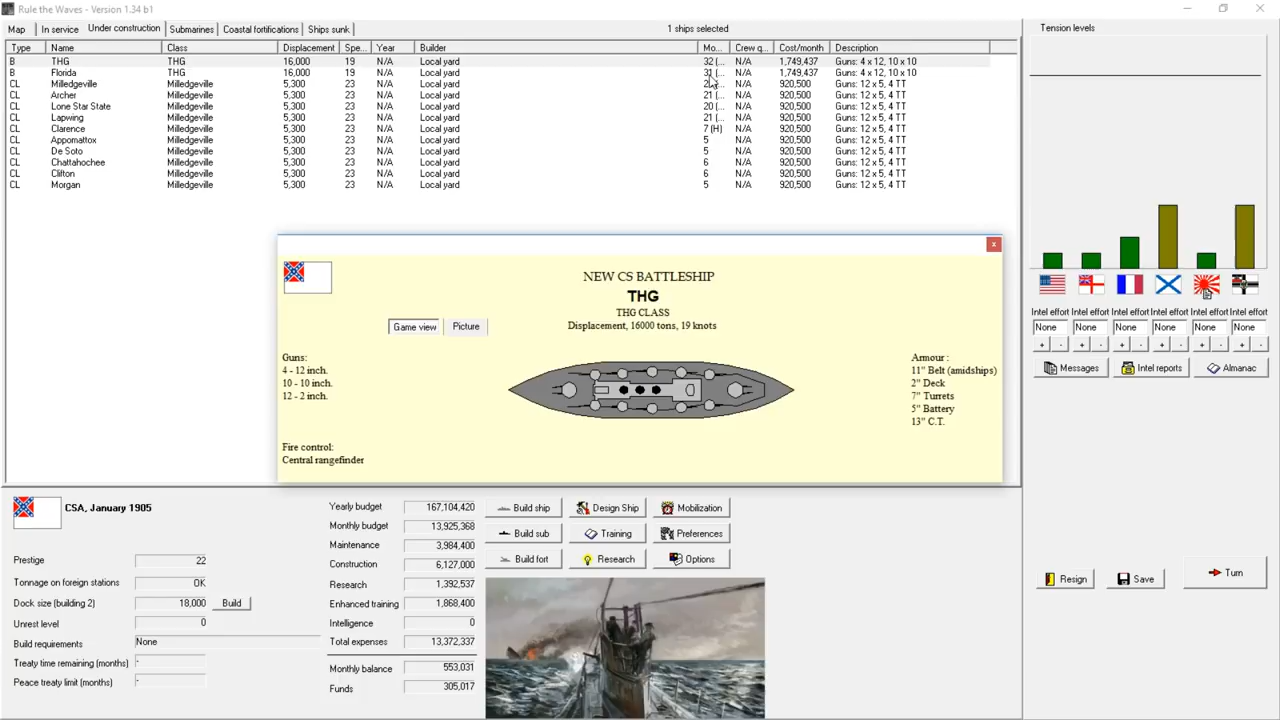 Rule the Waves - Version 1.34 b1
Map In service Under construction Submarines Coastal fortifications Ships sunk 1 ships selected
Type Name Class Displacement Spe... Year Builder Mo... Crew q... Cost/month Description
B THG THG 16,000 19 N/A Local yard 32 (... N/A 1,749,437 Guns: 4 x 12, 10 x 10
B Florida THG 16,000 19 N/A Local yard 31 (... N/A 1,749,437 Guns: 4 x 12, 10 x 10
CL Milledgeville Milledgeville 5,300 23 N/A Local yard N/A 920,500 Guns: 12 x 5, 4 TT
CL Archer Milledgeville 5,300 23 N/A Local yard 21 (... N/A 920,500 Guns: 12 x 5, 4 TT
CL Lone Star State Milledgeville 5,300 23 N/A Local yard 20 (... N/A 920,500 Guns: 12 x 5, 4 TT
CL Lapwing Milledgeville 5,300 23 N/A Local yard 21 (... N/A 920,500 Guns: 12 x 5, 4 TT
CL Clarence Milledgeville 5,300 23 N/A Local yard 7 (H) N/A 920,500 Guns: 12 x 5, 4 TT
CL Appomattox Milledgeville 5,300 23 N/A Local yard 5 N/A 920,500 Guns: 12 x 5, 4 TT
CL De Soto Milledgeville 5,300 23 N/A Local yard 5 N/A 920,500 Guns: 12 x 5, 4 TT
CL Chattahochee Milledgeville 5,300 23 N/A Local yard 6 N/A 920,500 Guns: 12 x 5, 4 TT
CL Clifton Milledgeville 5,300 23 N/A Local yard 6 N/A 920,500 Guns: 12 x 5, 4 TT
CL Morgan Milledgeville 5,300 23 N/A Local yard 5 N/A 920,500 Guns: 12 x 5, 4 TT
NEW CS BATTLESHIP
THG
THG CLASS
Displacement, 16000 tons, 19 knots
Game view Picture
Guns:
4 - 12 inch.
10 - 10 inch.
12 - 2 inch.
Armour :
11" Belt (amidships)
2" Deck
7" Turrets
5" Battery
13" C.T.
Fire control:
Central rangefinder
Tension levels
Intel effort Intel effort Intel effort Intel effort Intel effort Intel effort
None None None None None None
+ - + - + - + - + - + -
Messages Intel reports Almanac
CSA, January 1905
Prestige 22
Tonnage on foreign stations OK
Dock size (building 2) 18,000 Build
Unrest level 0
Build requirements None
Treaty time remaining (months) -
Peace treaty limit (months) -
Yearly budget 167,104,420
Monthly budget 13,925,368
Maintenance 3,984,400
Construction 6,127,000
Research 1,392,537
Enhanced training 1,868,400
Intelligence 0
Total expenses 13,372,337
Monthly balance 553,031
Funds 305,017
Build ship Design Ship Mobilization
Build sub Training Preferences
Build fort Research Options
Resign Save Turn